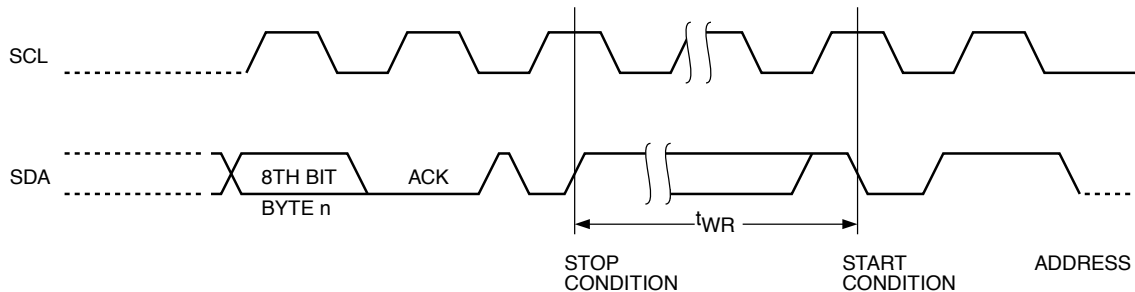 SCL
SDA
8TH BIT
ACK
BYTE n
tWR
STOP
CONDITION
START
CONDITION
ADDRESS